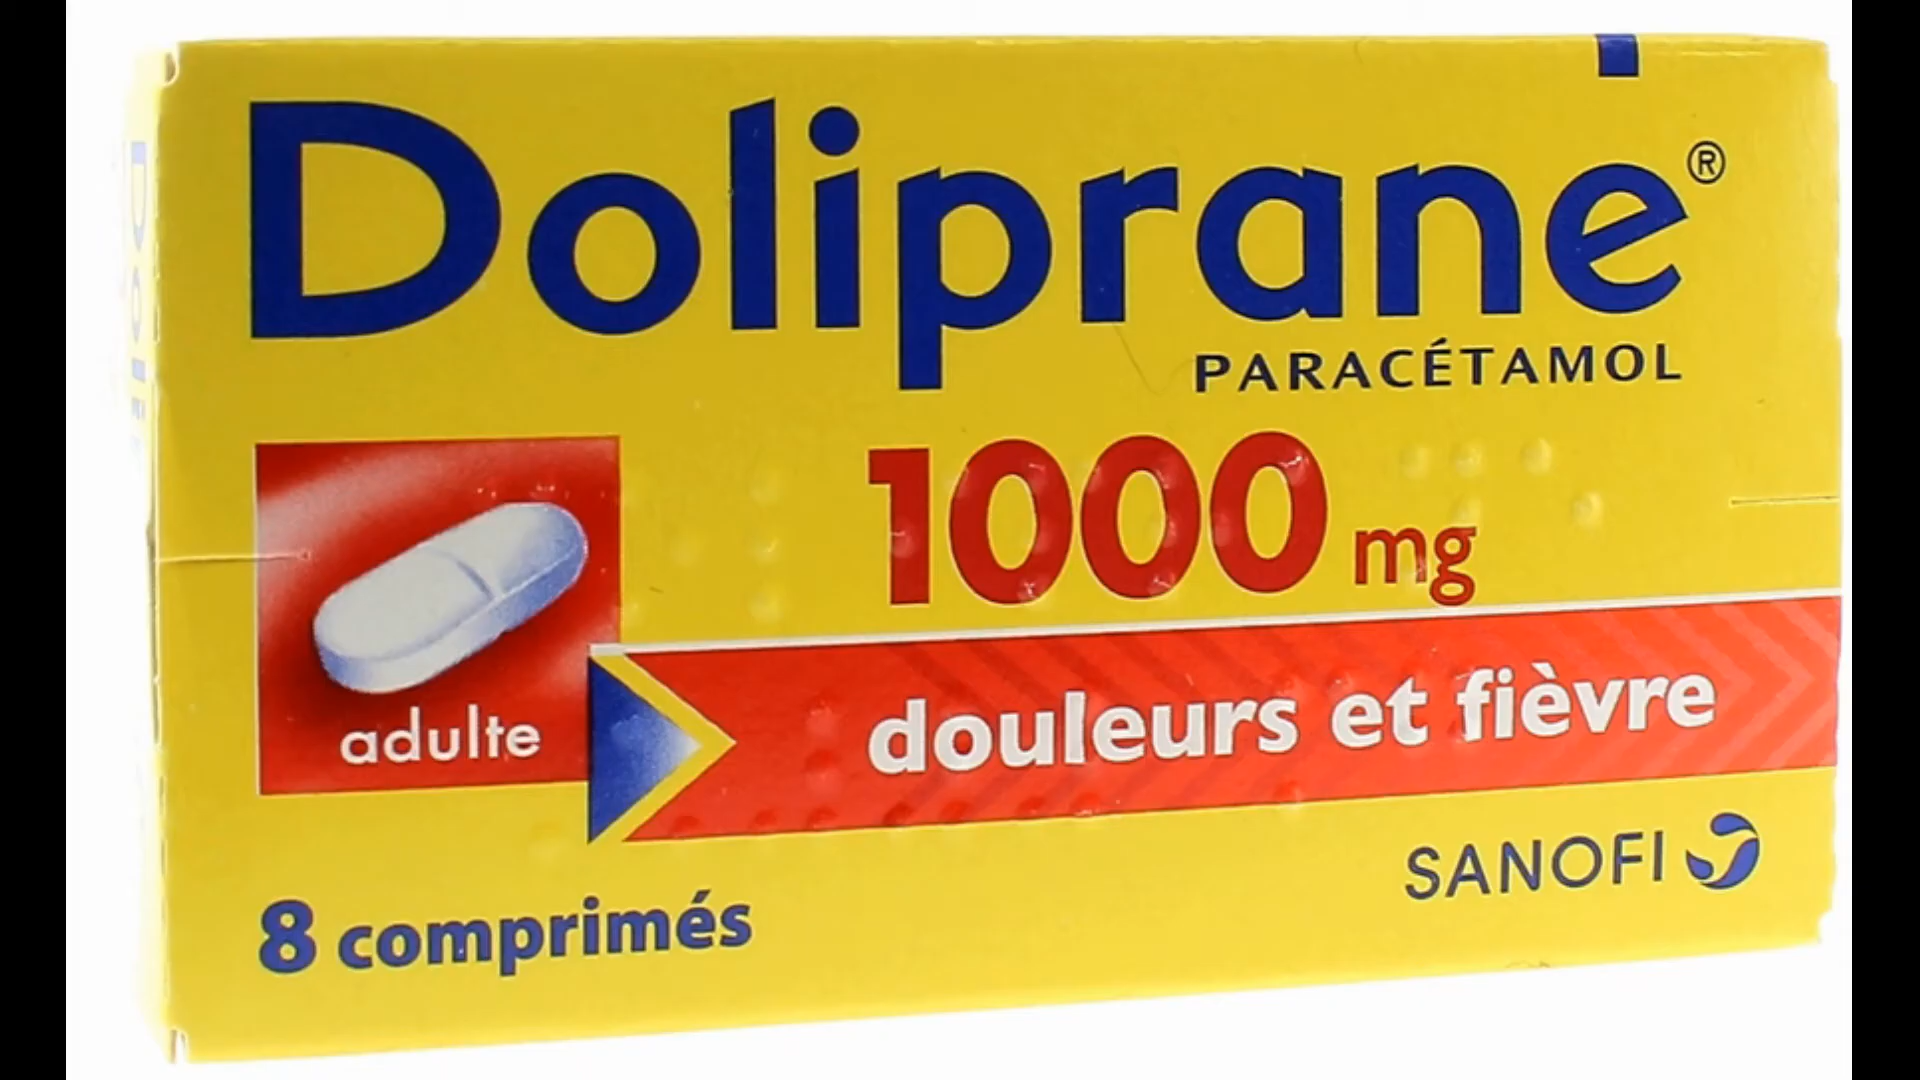 Doliprane®
PARACÉTAMOL
1000 mg
adulte
douleurs et fièvre
SANOFI
8 comprimés